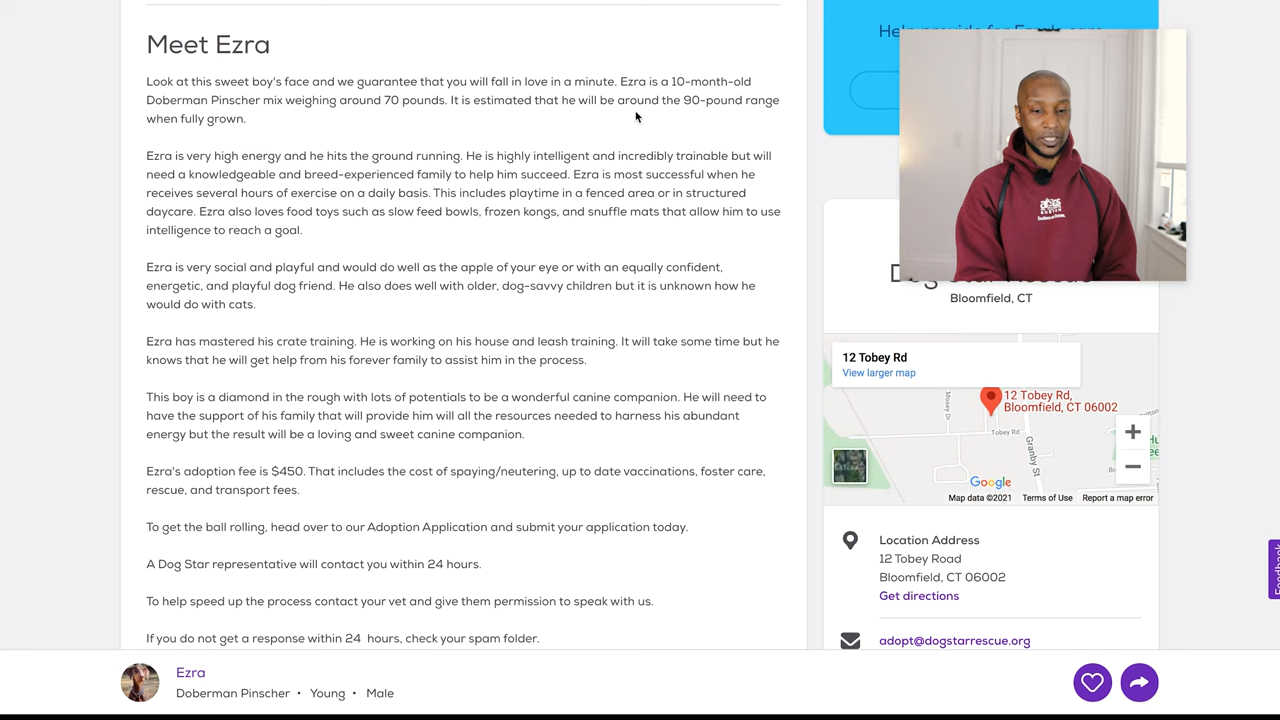 Meet Ezra
Look at this sweet boy's face and we guarantee that you will fall in love in a minute. Ezra is a 10-month-old
Doberman Pinscher mix weighing around 70 pounds. It is estimated that he will be around the 90-pound range
when fully grown.
Ezra is very high energy and he hits the ground running. He is highly intelligent and incredibly trainable but will
need a knowledgeable and breed-experienced family to help him succeed. Ezra is most successful when he
receives several hours of exercise on a daily basis. This includes playtime in a fenced area or in structured
daycare. Ezra also loves food toys such as slow feed bowls, frozen kongs, and snuffle mats that allow him to use
intelligence to reach a goal.
Ezra is very social and playful and would do well as the apple of your eye or with an equally confident,
energetic, and playful dog friend. He also does well with older, dog-savvy children but it is unknown how he
would do with cats.
Ezra has mastered his crate training. He is working on his house and leash training. It will take some time but he
knows that he will get help from his forever family to assist him in the process.
This boy is a diamond in the rough with lots of potentials to be a wonderful canine companion. He will need to
have the support of his family that will provide him will all the resources needed to harness his abundant
energy but the result will be a loving and sweet canine companion.
Ezra's adoption fee is $450. That includes the cost of spaying/neutering, up to date vaccinations, foster care,
rescue, and transport fees.
To get the ball rolling, head over to our Adoption Application and submit your application today.
A Dog Star representative will contact you within 24 hours.
To help speed up the process contact your vet and give them permission to speak with us.
If you do not get a response within 24 hours, check your spam folder.
Bloomfield, CT
12 Tobey Rd
View larger map
12 Tobey Rd,
Bloomfield, CT 06002
Mosey Dr
Tobey Rd
Granby St
Google
Map data ©2021 Terms of Use Report a map error
Location Address
12 Tobey Road
Bloomfield, CT 06002
Get directions
adopt@dogstarrescue.org
Feedback
Ezra
Doberman Pinscher • Young • Male